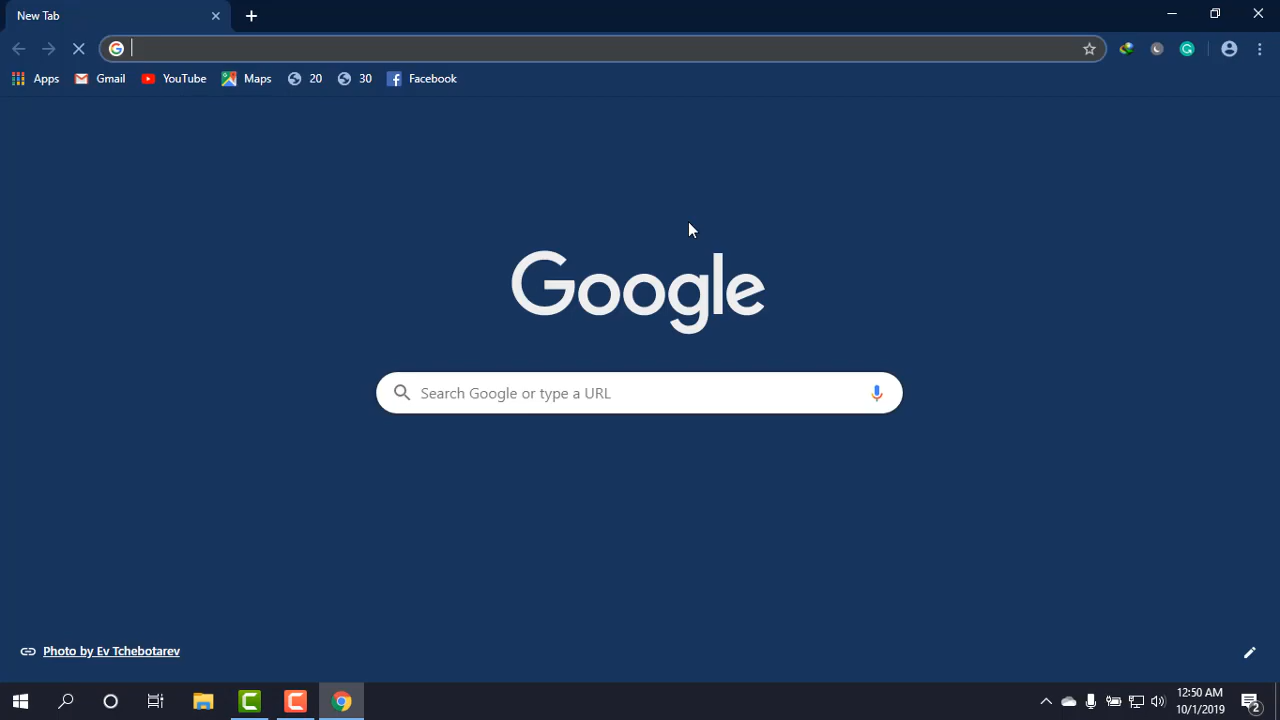 New Tab
Apps Gmail YouTube Maps 20 30 Facebook
Google
Search Google or type a URL
Photo by Ev Tchebotarev
12:50 AM
10/1/2019
2